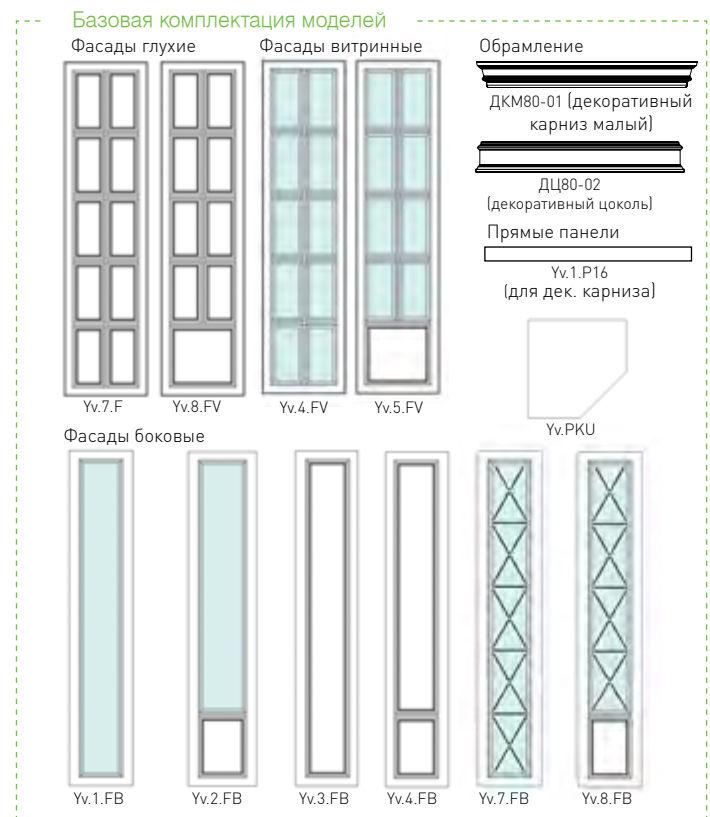 Базовая комплектация моделей
Фасады глухие
Фасады витринные
Обрамление
ДКМ80-01 (декоративный
карниз малый)
ДЦ80-02
(декоративный цоколь)
Прямые панели
Yv.1.P16
(для дек. карниза)
Yv.7.F
Yv.8.FV
Yv.4.FV
Yv.5.FV
Yv.PKU
Фасады боковые
Yv.1.FB
Yv.2.FB
Yv.3.FB
Yv.4.FB
Yv.7.FB
Yv.8.FB